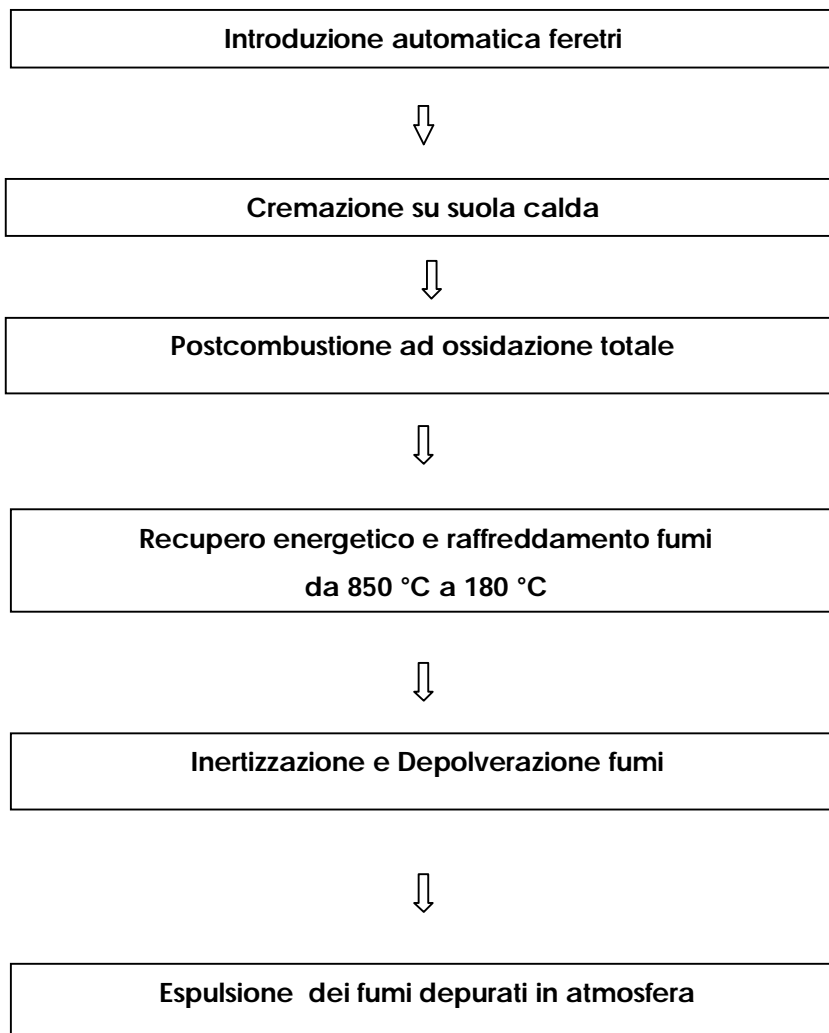 Introduzione automatica feretri
Cremazione su suola calda
Postcombustione ad ossidazione totale
Recupero energetico e raffreddamento fumi
da 850 °C a 180 °C
Inertizzazione e Depolverazione fumi
Espulsione dei fumi depurati in atmosfera